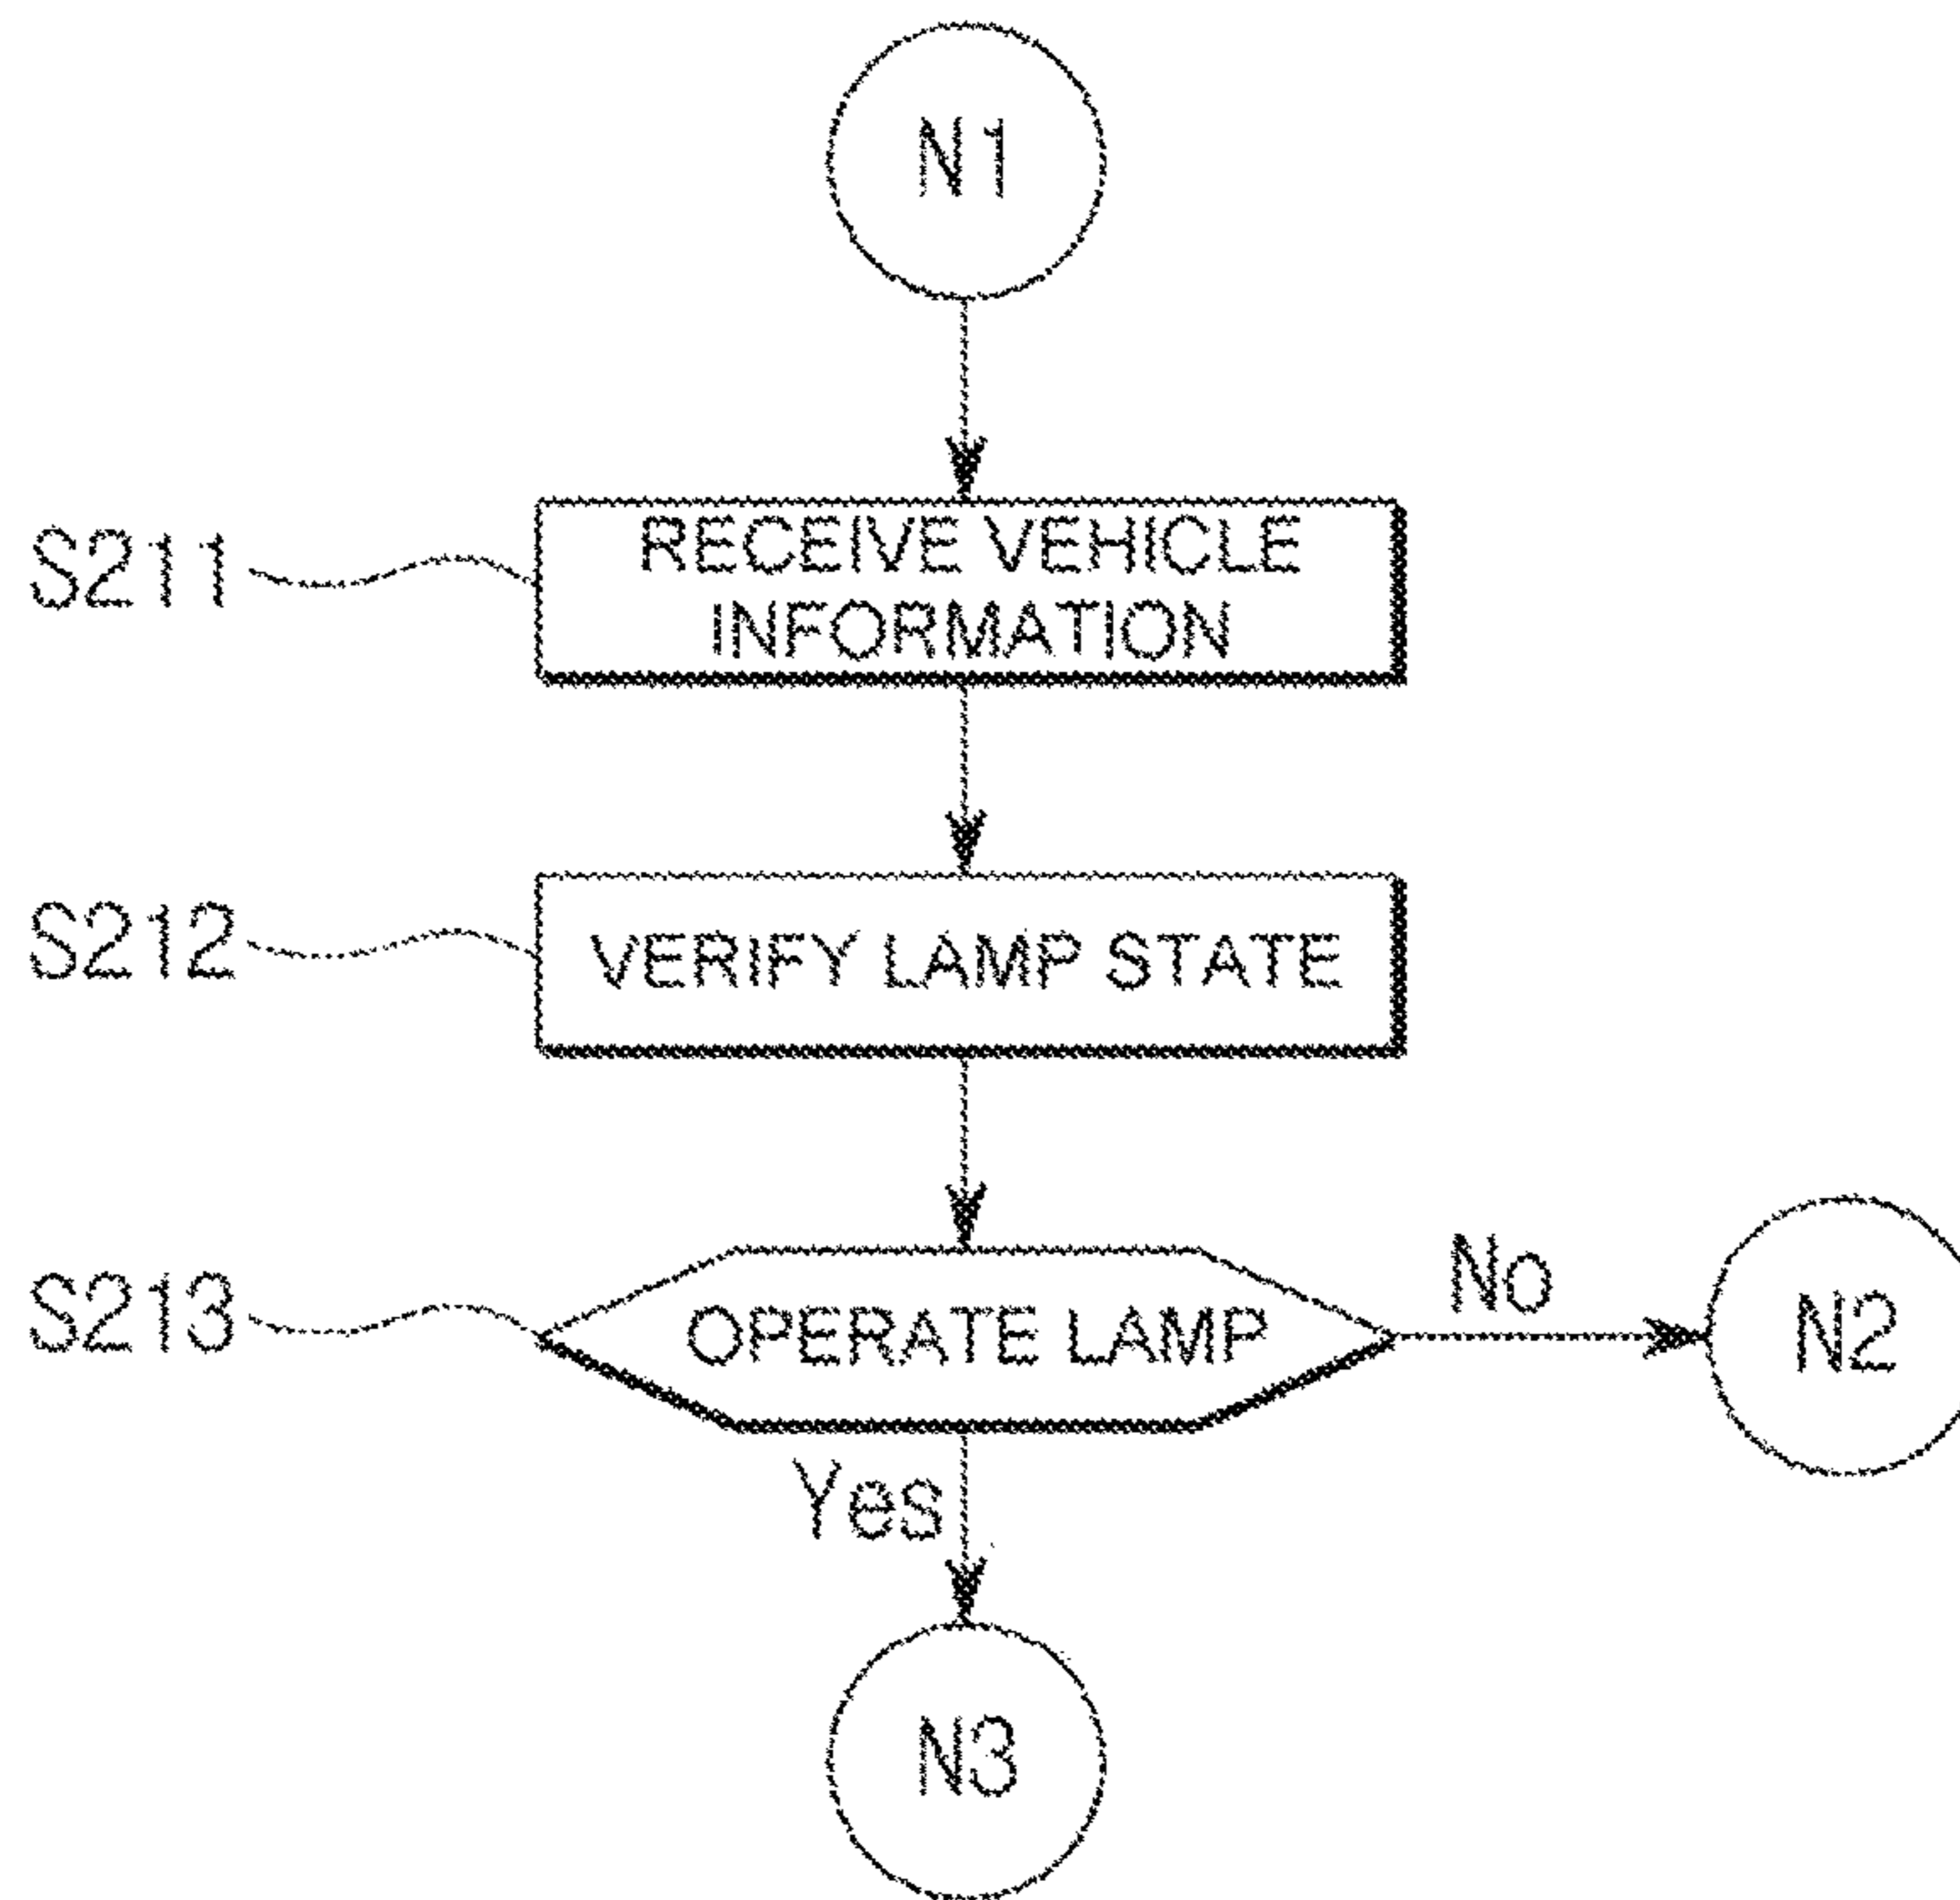 N1
S211
RECEIVE VEHICLE
INFORMATION
S212
VERIFY LAMP STATE
S213
OPERATE LAMP
No
N2
Yes
N3